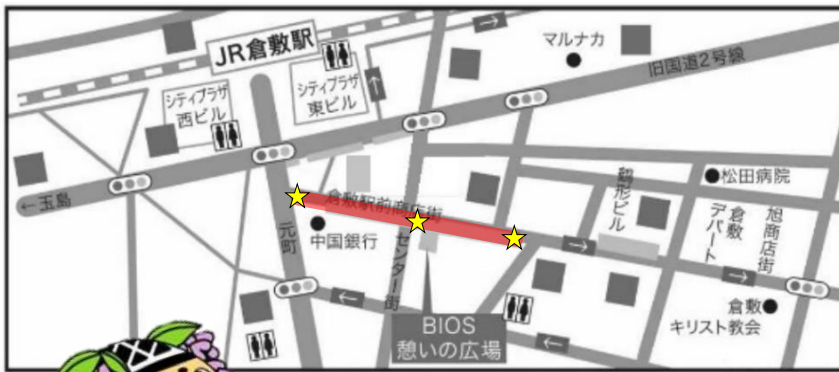 JR倉敷駅
マルナカ
旧国道2号線
シティプラザ
東ビル
シティプラザ
西ビル
←玉島
倉敷駅前商店街
松田病院
鶴形ビル
倉敷
デパート
旭商店街
元町
中国銀行
センター街
倉敷
キリスト教会
BIOS
憩いの広場